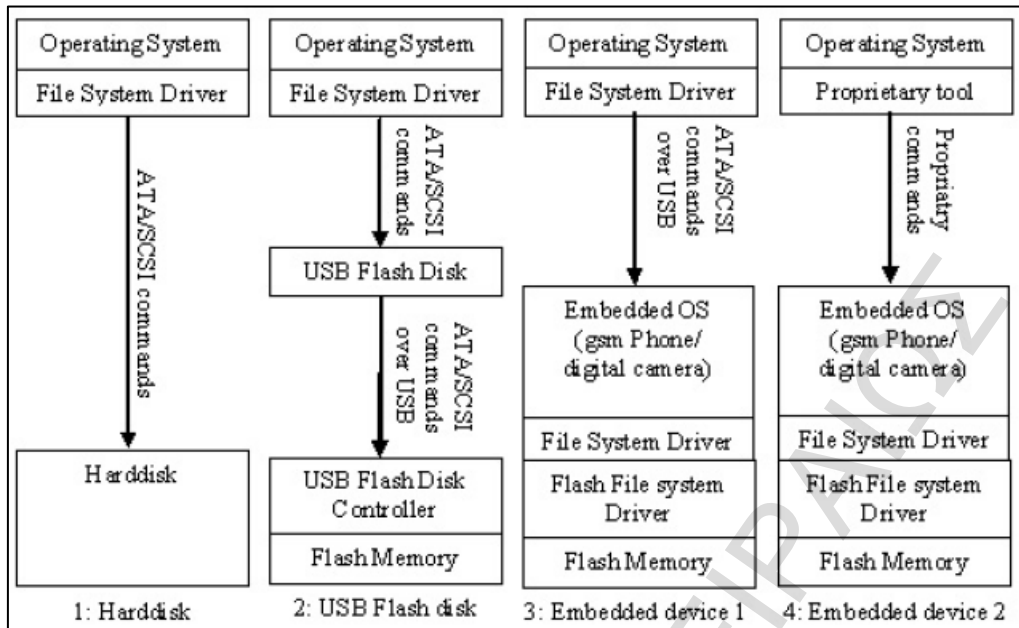 Operating System
File System Driver
ATA/SCSI commands
Harddisk
1: Harddisk
Operating System
File System Driver
ATA/SCSI
commands
USB Flash Disk
ATA/SCSI
commands
over USB
USB Flash Disk
Controller
Flash Memory
2: USB Flash disk
Operating System
File System Driver
ATA/SCSI
commands
over USB
Embedded OS
(gsm Phone/
digital camera)
File System Driver
Flash File system
Driver
Flash Memory
3: Embedded device 1
Operating System
Proprietary tool
Propriatry
commands
Embedded OS
(gsm Phone/
digital camera)
File System Driver
Flash File system
Driver
Flash Memory
4: Embedded device 2